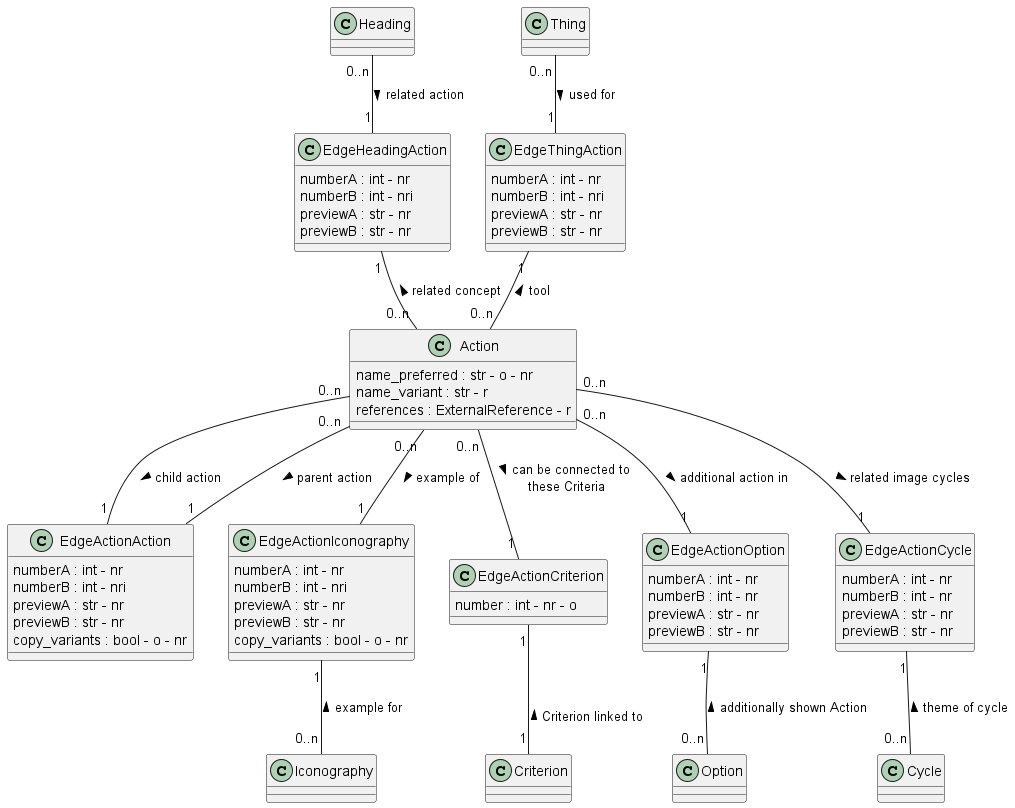 C Heading
C Thing
0..n
0..n
related action
used for
1
1
C EdgeHeadingAction
numberA : int - nr
numberB : int - nri
previewA : str - nr
previewB : str - nr
C EdgeThingAction
numberA : int - nr
numberB : int - nri
previewA : str - nr
previewB : str - nr
1
1
related concept
tool
0..n
0..n
C Action
name_preferred : str - o - nr
name_variant : str - r
references : ExternalReference - r
0..n
0..n
0..n
0..n
0..n
0..n
child action
parent action
example of
can be connected to
these Criteria
additional action in
related image cycles
1
1
1
1
1
1
C EdgeActionAction
numberA : int - nr
numberB : int - nri
previewA : str - nr
previewB : str - nr
copy_variants : bool - o - nr
C EdgeActionIconography
numberA : int - nr
numberB : int - nri
previewA : str - nr
previewB : str - nr
copy_variants : bool - o - nr
C EdgeActionCriterion
number : int - nr - o
C EdgeActionOption
numberA : int - nr
numberB : int - nr
previewA : str - nr
previewB : str - nr
C EdgeActionCycle
numberA : int - nr
numberB : int - nr
previewA : str - nr
previewB : str - nr
1
1
1
1
example for
Criterion linked to
additionally shown Action
theme of cycle
0..n
1
0..n
0..n
C Iconography
C Criterion
C Option
C Cycle